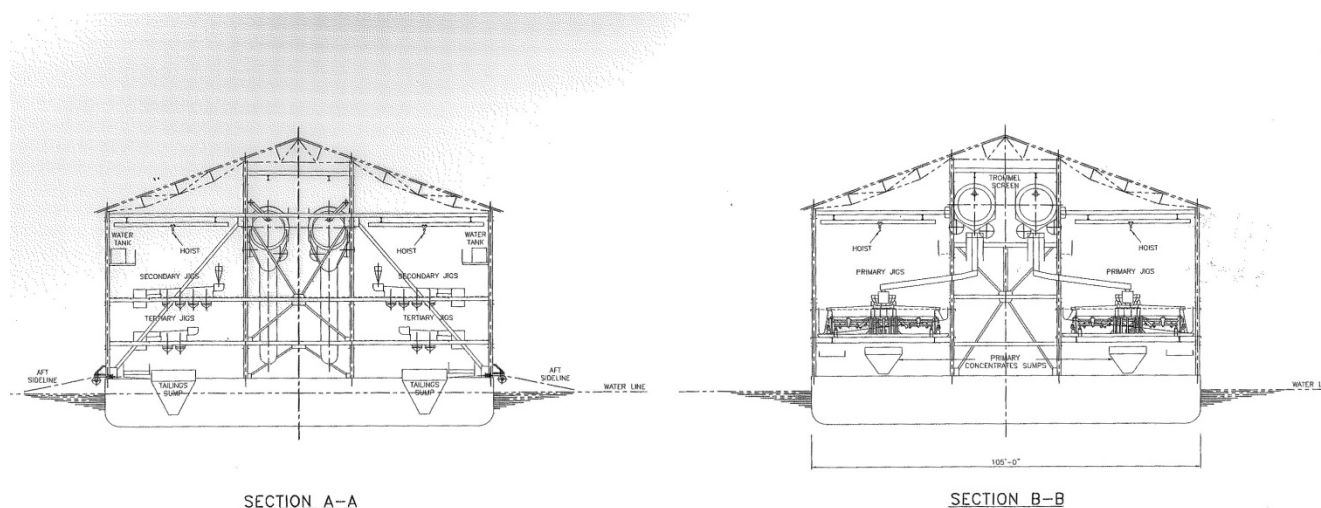 WATER
TANK
HOIST
HOIST
WATER
TANK
SECONDARY JIGS
SECONDARY JIGS
TERTIARY JIGS
TERTIARY JIGS
AFT
SIDELINE
TAILINGS
SUMP
TAILINGS
SUMP
AFT
SIDELINE
WATER LINE
SECTION A-A
TROMMEL
SCREEN
HOIST
HOIST
PRIMARY JIGS
PRIMARY JIGS
PRIMARY
CONCENTRATES SUMPS
WATER L
105'-0"
SECTION B-B